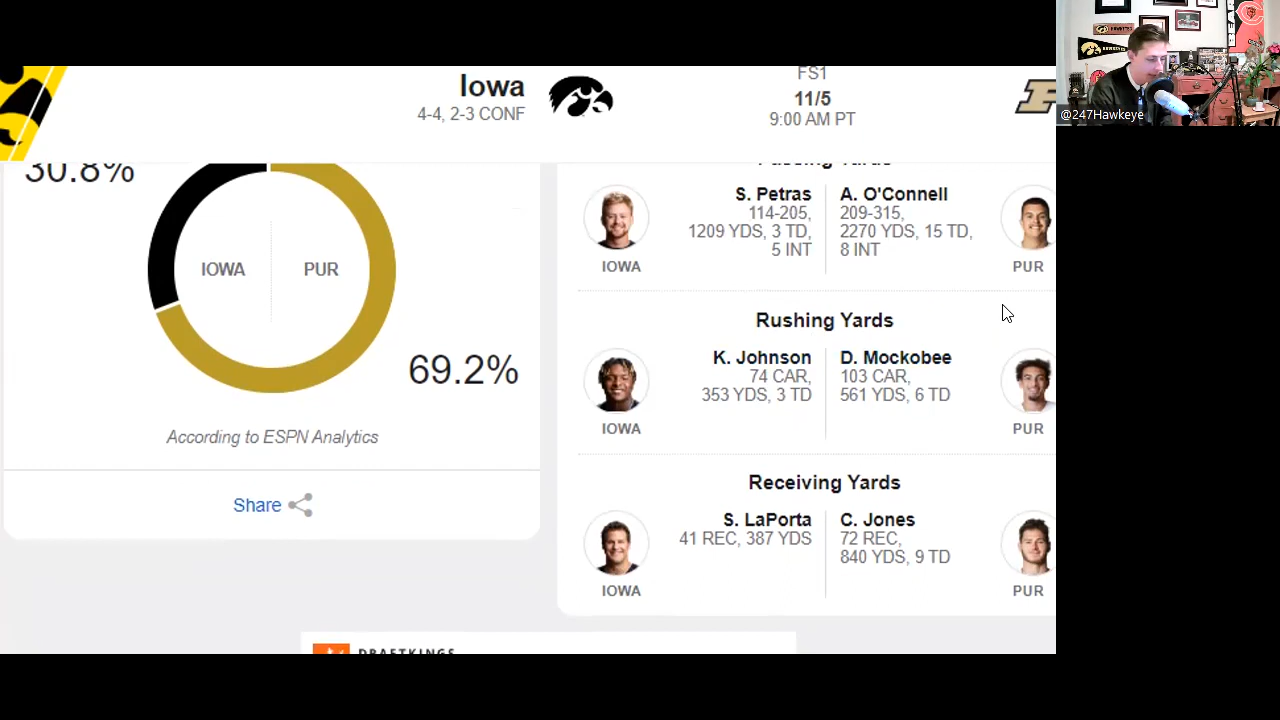 Iowa
4-4, 2-3 CONF
FS1
11/5
9:00 AM PT
@247Hawkeye
30.8%
IOWA
PUR
69.2%
According to ESPN Analytics
Share
Passing Yards
S. Petras
114-205,
1209 YDS, 3 TD,
5 INT
IOWA
A. O'Connell
209-315,
2270 YDS, 15 TD,
8 INT
PUR
Rushing Yards
K. Johnson
74 CAR,
353 YDS, 3 TD
IOWA
D. Mockobee
103 CAR,
561 YDS, 6 TD
PUR
Receiving Yards
S. LaPorta
41 REC, 387 YDS
IOWA
C. Jones
72 REC,
840 YDS, 9 TD
PUR
DRAFTKINGS